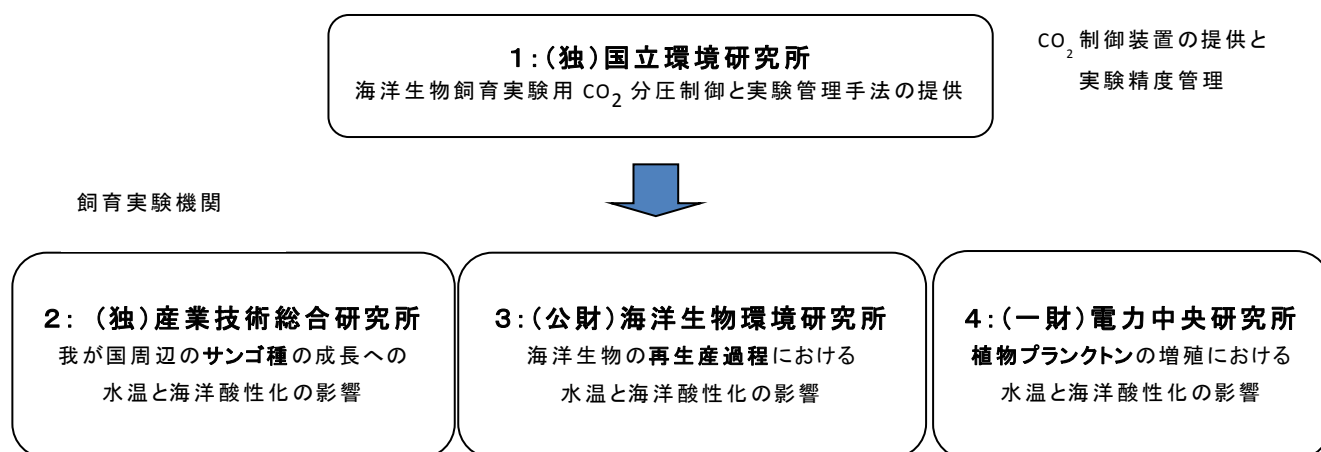 1：(独)国立環境研究所
海洋生物飼育実験用 CO₂ 分圧制御と実験管理手法の提供
CO₂ 制御装置の提供と
実験精度管理
飼育実験機関
2： (独)産業技術総合研究所
我が国周辺のサンゴ種の成長への
水温と海洋酸性化の影響
3：(公財)海洋生物環境研究所
海洋生物の再生産過程における
水温と海洋酸性化の影響
4：(一財)電力中央研究所
植物プランクトンの増殖における
水温と海洋酸性化の影響